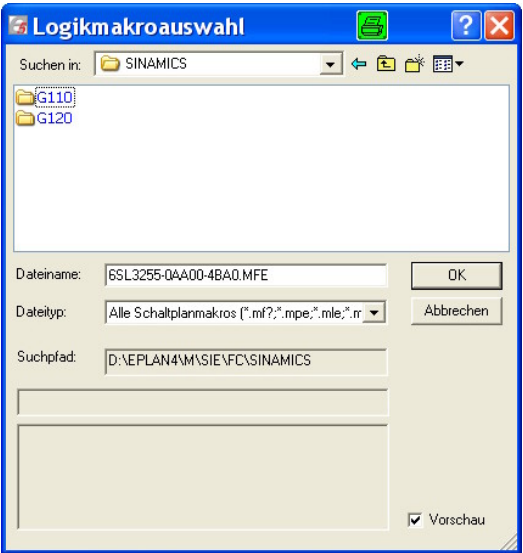 Logikmakroauswahl
Suchen in: SINAMICS
G110
G120
Dateiname: 6SL3255-0AA00-4BA0.MFE OK
Dateityp: Alle Schaltplanmakros (*.mf?;*.mpe;*.mle;*.m Abbrechen
Suchpfad: D:\EPLAN4\M\SIE\FC\SINAMICS
Vorschau